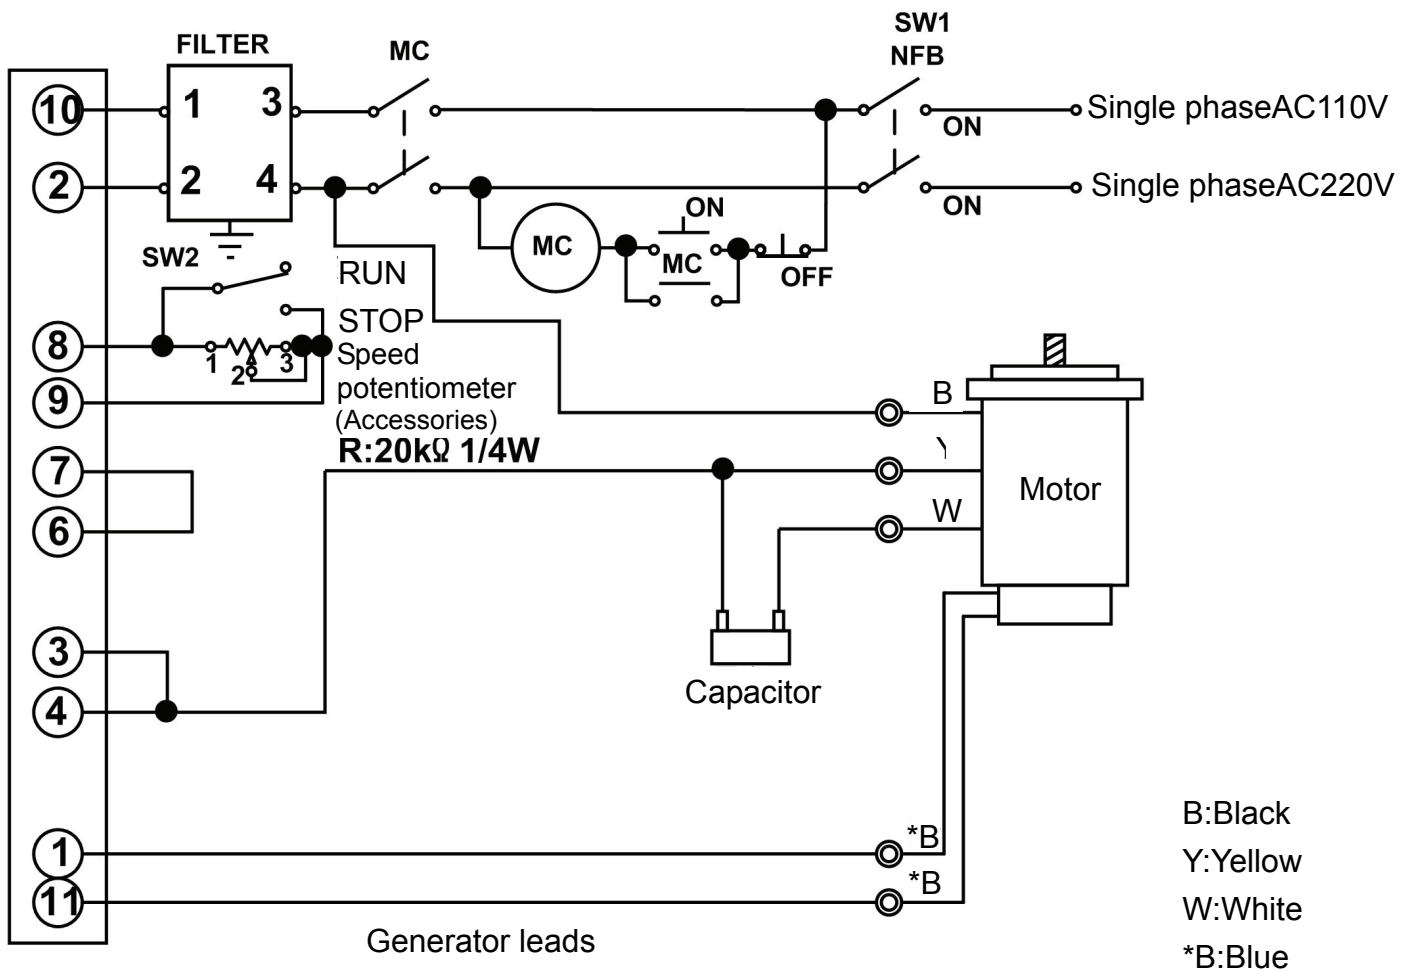 SW1
FILTER
MC
NFB
10
1
3
Single phaseAC110V
ON
2
2
4
Single phaseAC220V
ON
ON
SW2
MC
MC
RUN
OFF
STOP
8
1
2
3
Speed
potentiometer
(Accessories)
R:20kΩ 1/4W
9
B
7
Y
Motor
6
W
3
4
Capacitor
B:Black
1
*B
Y:Yellow
11
*B
W:White
Generator leads
*B:Blue